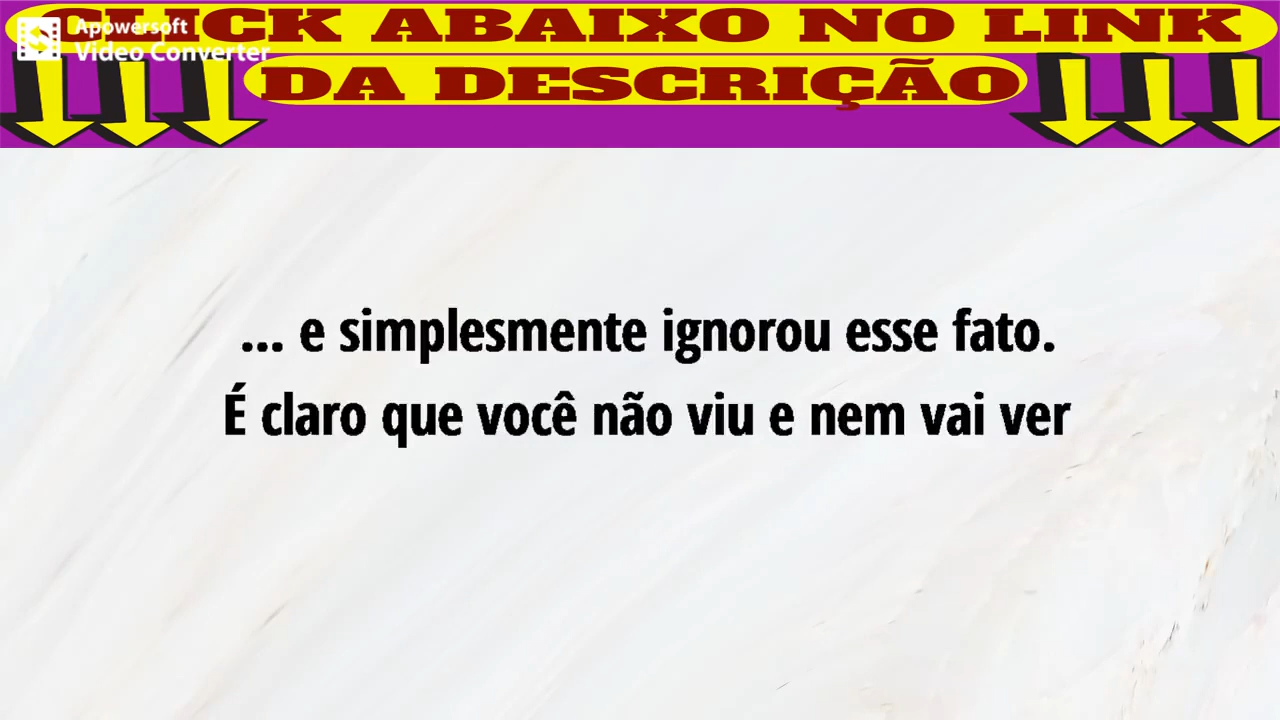 CLICK ABAIXO NO LINK
DA DESCRIÇÃO
Apowersoft
Video Converter
... e simplesmente ignorou esse fato.
É claro que você não viu e nem vai ver